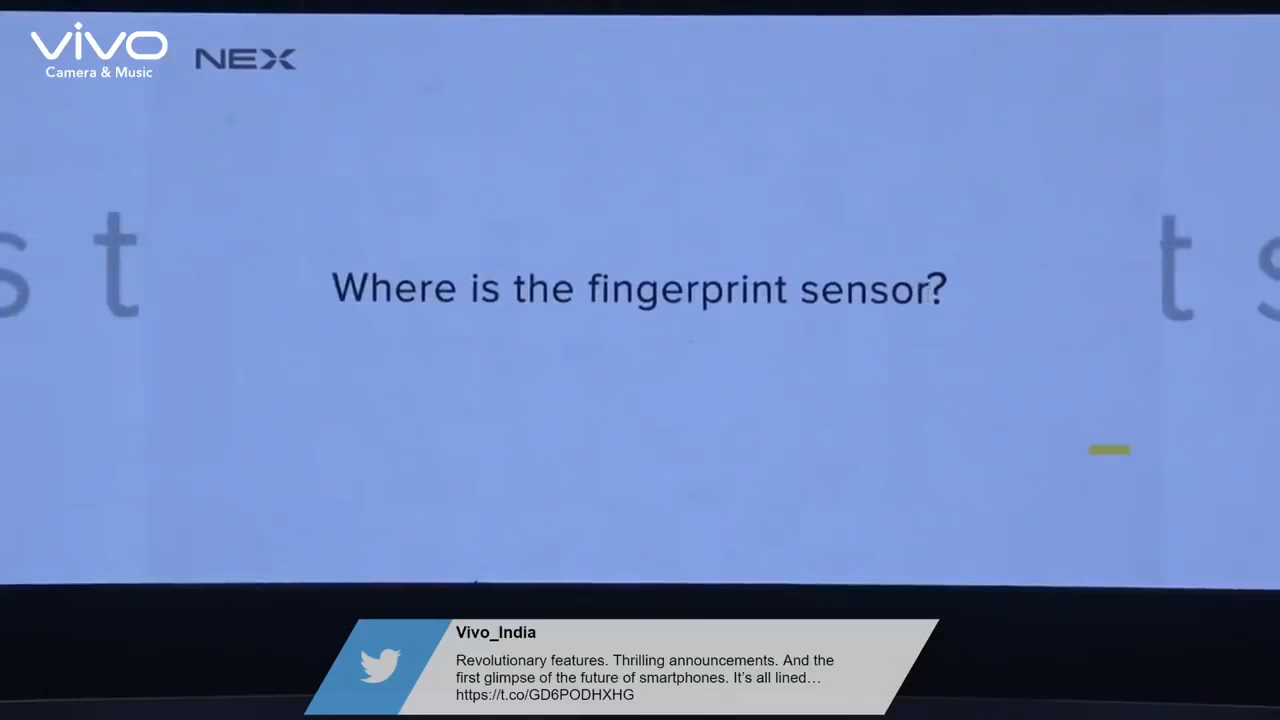 vivo NEX
Camera & Music
s t
t s
Where is the fingerprint sensor?
Vivo_India
Revolutionary features. Thrilling announcements. And the
first glimpse of the future of smartphones. It's all lined…
https://t.co/GD6PODHXHG